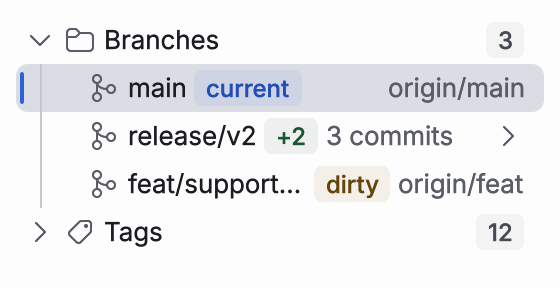 Branches 3
main current origin/main
release/v2 +2 3 commits
feat/support... dirty origin/feat
Tags 12